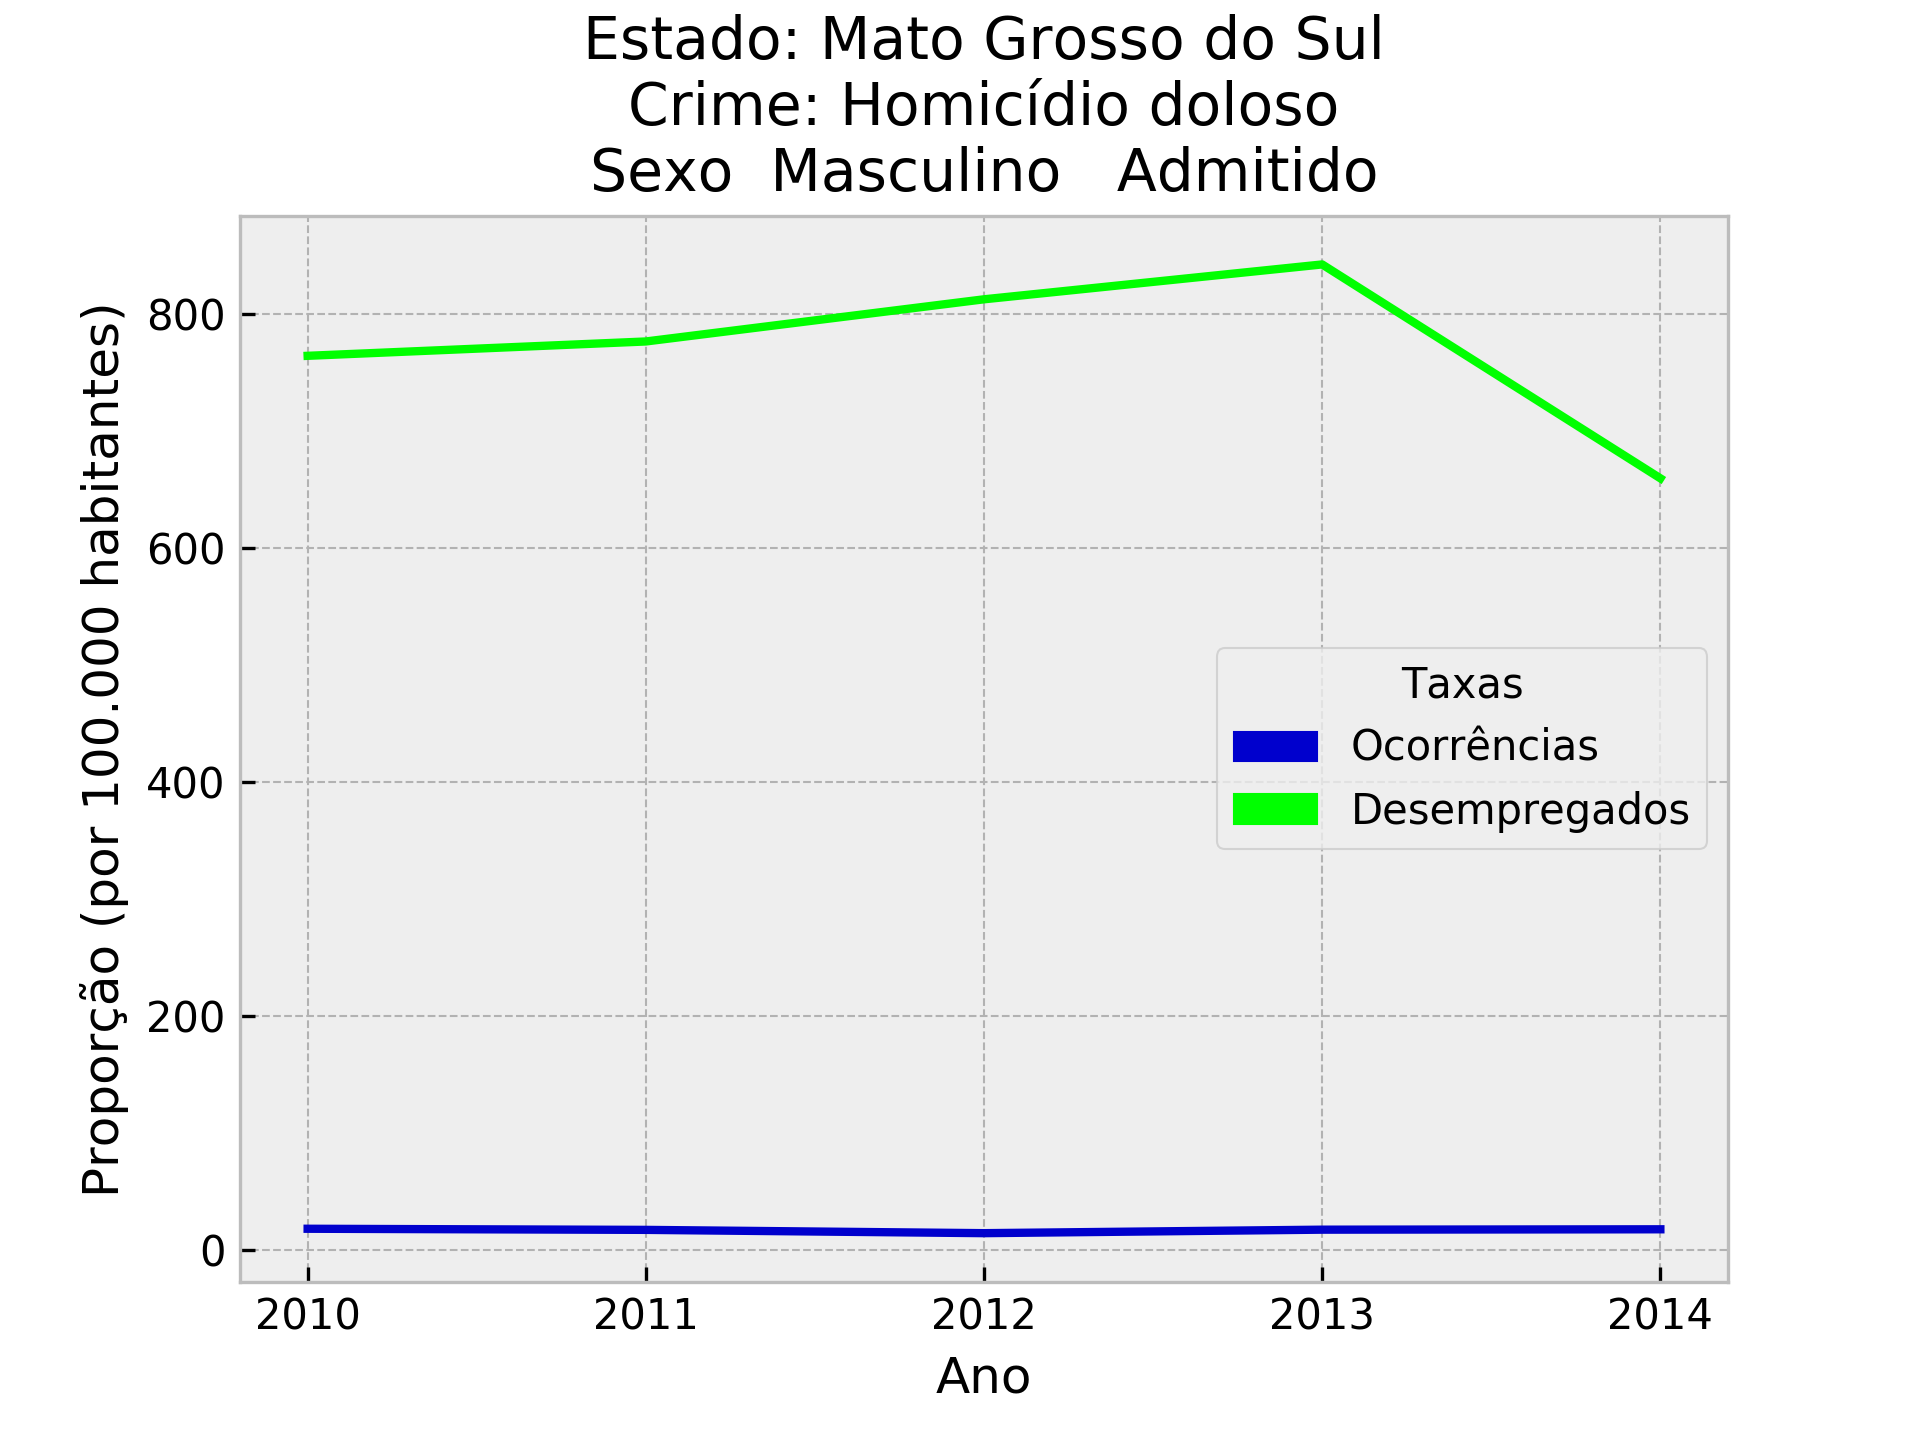 Estado: Mato Grosso do Sul
Crime: Homicídio doloso
Sexo  Masculino   Admitido
Proporção (por 100.000 habitantes)
800
600
400
200
0
Taxas
Ocorrências
Desempregados
2010 2011 2012 2013 2014
Ano